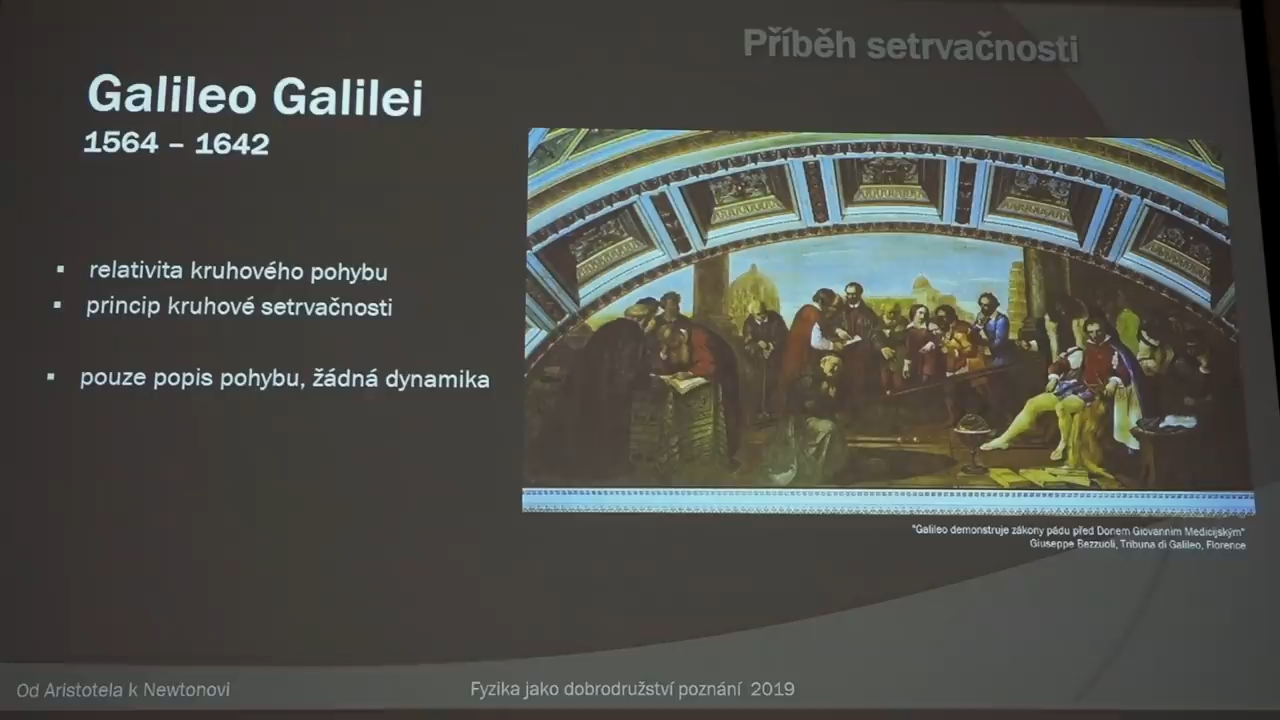 Příběh setrvačnosti
Galileo Galilei
1564 – 1642
▪ relativita kruhového pohybu
▪ princip kruhové setrvačnosti
▪ pouze popis pohybu, žádná dynamika
"Galileo demonstruje zákony pádu před Donem Giovannim Medicijským"
Giuseppe Bezzuoli, Tribuna di Galileo, Florence
Od Aristotela k Newtonovi
Fyzika jako dobrodružství poznání 2019